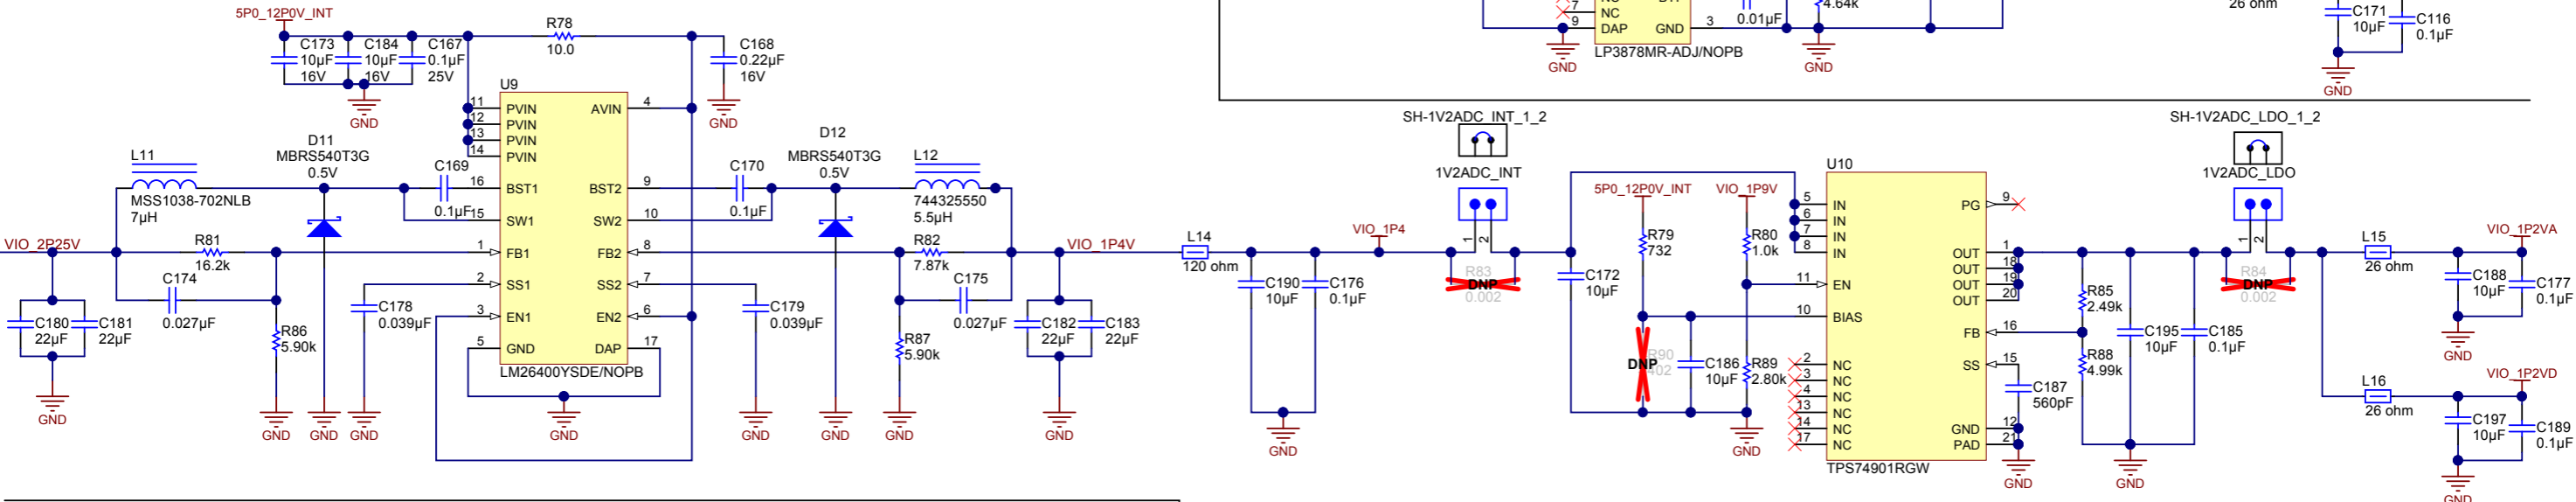 5P0_12P0V_INT
R78
10.0
C173
10µF
16V
C184
10µF
16V
C167
0.1µF
25V
C168
0.22µF
16V
GND
GND
U9
11 PVIN
12 PVIN
13 PVIN
14 PVIN
16 BST1
15 SW1
1 FB1
2 SS1
3 EN1
5 GND
AVIN 4
BST2 9
SW2 10
FB2 8
SS2 7
EN2 6
DAP 17
LM26400YSDE/NOPB
GND
L11
MSS1038-702NLB
7µH
D11
MBRS540T3G
0.5V
C169
0.1µF
VIO_2P25V
R81
16.2k
C174
0.027µF
C180
22µF
C181
22µF
GND
R86
5.90k
GND
GND
C178
0.039µF
GND
C170
0.1µF
D12
MBRS540T3G
0.5V
L12
744325550
5.5µH
R82
7.87k
C175
0.027µF
C179
0.039µF
GND
GND
R87
5.90k
GND
C182
22µF
C183
22µF
GND
VIO_1P4V
L14
120 ohm
C190
10µF
C176
0.1µF
GND
VIO_1P4
7 NC
9 DAP
GND 3
LP3878MR-ADJ/NOPB
GND
0.01µF
4.64k
GND
26 ohm
C171
10µF
C116
0.1µF
GND
SH-1V2ADC_INT_1_2
1V2ADC_INT
1
2
R83
DNP
0.002
C172
10µF
5P0_12P0V_INT
R79
732
VIO_1P9V
R80
1.0k
DNP
R90
402
C186
10µF
R89
2.80k
GND
U10
5 IN
6 IN
7 IN
8 IN
11 EN
10 BIAS
2 NC
3 NC
4 NC
13 NC
14 NC
17 NC
PG 9
OUT 1
OUT 18
OUT 19
OUT 20
FB 16
SS 15
GND 12
PAD 21
TPS74901RGW
C187
560pF
GND
R85
2.49k
R88
4.99k
C195
10µF
C185
0.1µF
GND
SH-1V2ADC_LDO_1_2
1V2ADC_LDO
1
2
R84
DNP
0.002
L15
26 ohm
VIO_1P2VA
C188
10µF
C177
0.1µF
GND
L16
26 ohm
VIO_1P2VD
C197
10µF
C189
0.1µF
GND